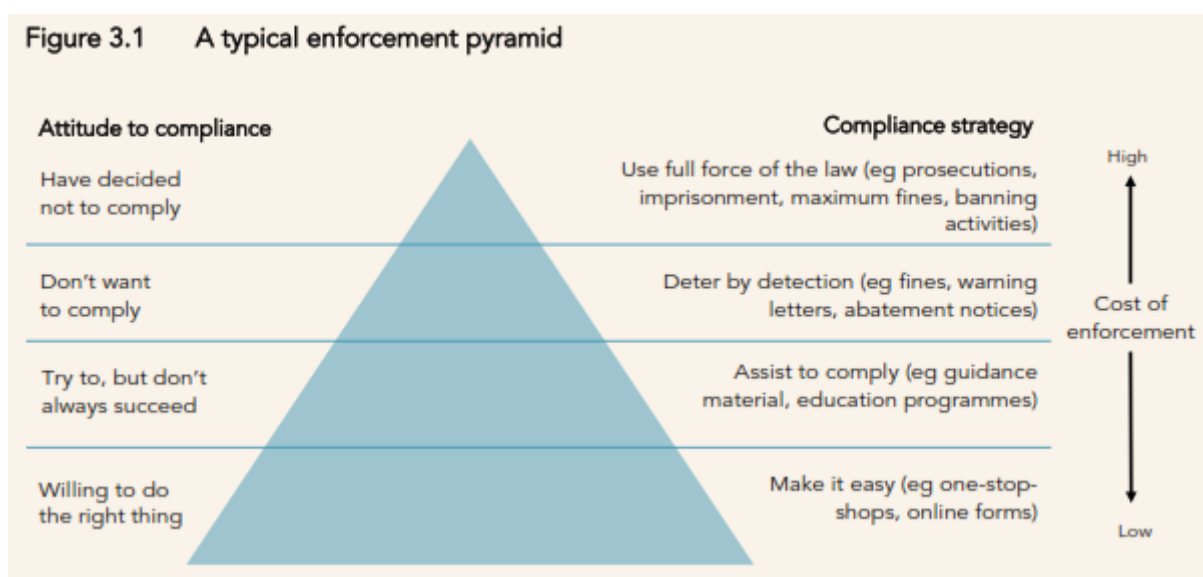 Figure 3.1 A typical enforcement pyramid
Attitude to compliance
Compliance strategy
Have decided
not to comply
Use full force of the law (eg prosecutions,
imprisonment, maximum fines, banning
activities)
High
Don't want
to comply
Deter by detection (eg fines, warning
letters, abatement notices)
Cost of
enforcement
Try to, but don't
always succeed
Assist to comply (eg guidance
material, education programmes)
Willing to do
the right thing
Make it easy (eg one-stop-
shops, online forms)
Low